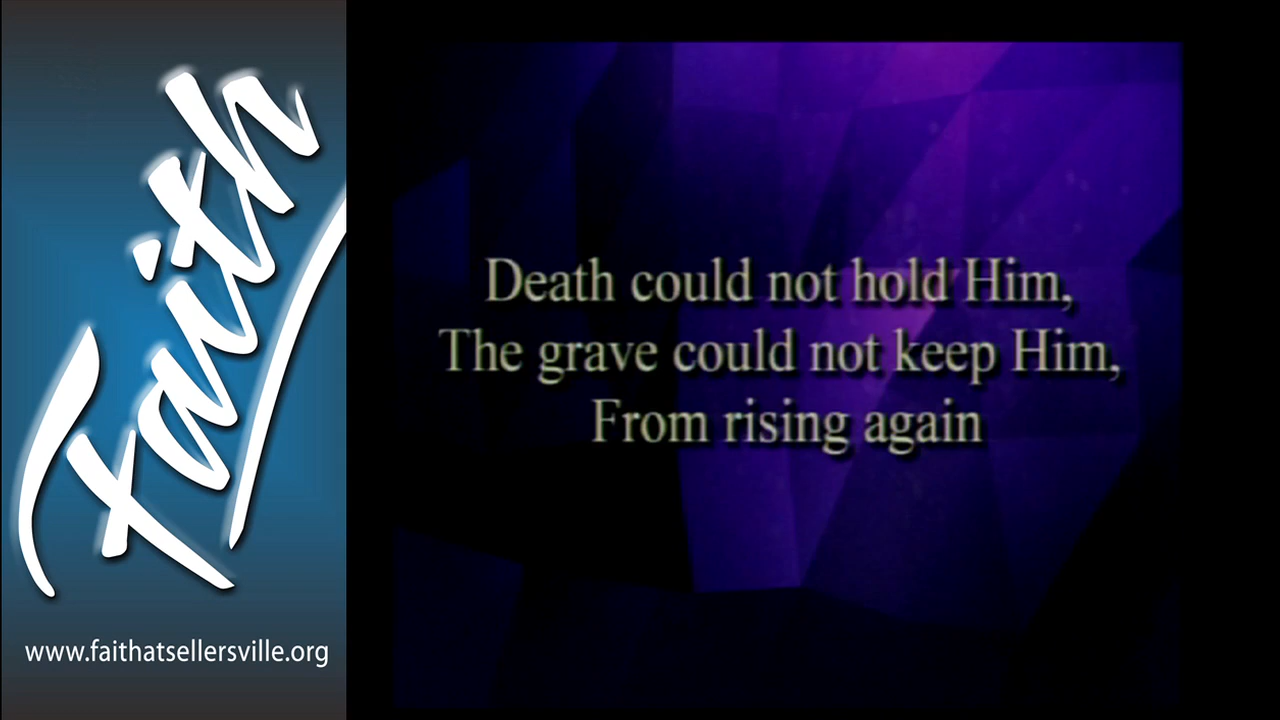 Faith
www.faithatsellersville.org
Death could not hold Him,
The grave could not keep Him,
From rising again